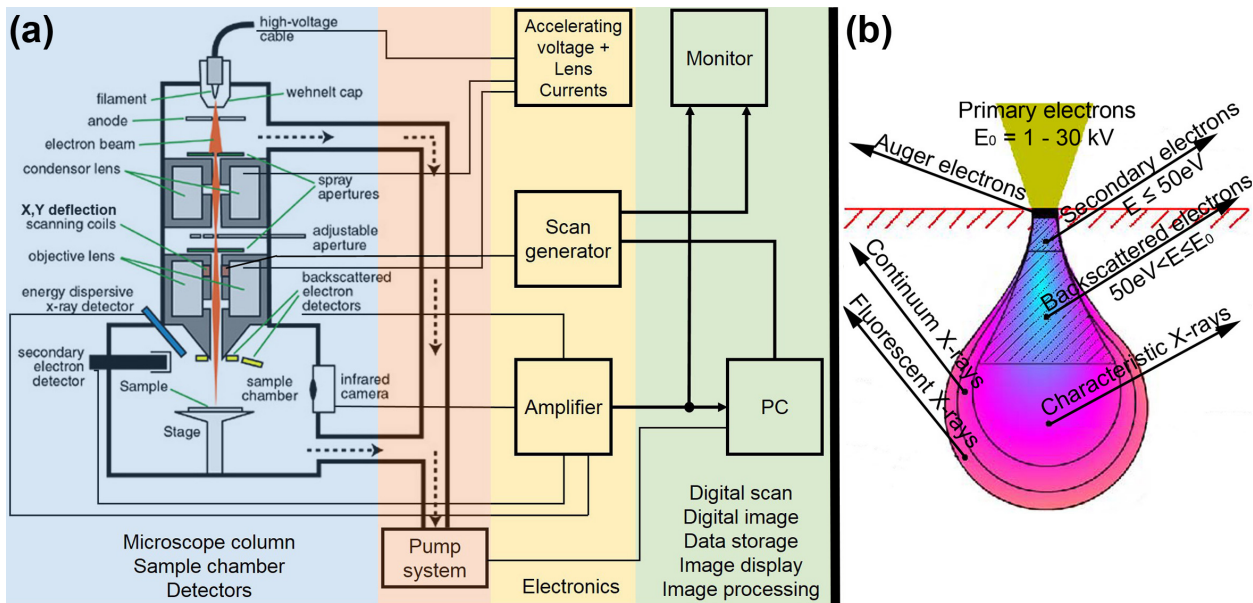 (a)
high-voltage
cable
filament
wehnelt cap
anode
electron beam
condensor lens
spray
apertures
X,Y deflection
scanning coils
adjustable
aperture
objective lens
backscattered
electron
detectors
energy dispersive
x-ray detector
secondary
electron
detector
Sample
sample
chamber
infrared
camera
Stage
Microscope column
Sample chamber
Detectors
Pump
system
Accelerating
voltage +
Lens
Currents
Scan
generator
Amplifier
Electronics
Monitor
PC
Digital scan
Digital image
Data storage
Image display
Image processing
(b)
Primary electrons
E₀ = 1 - 30 kV
Auger electrons
Secondary electrons
E ≤ 50eV
Backscattered electrons
50eV<E≤E₀
Continuum X-rays
Fluorescent X-rays
Characteristic X-rays